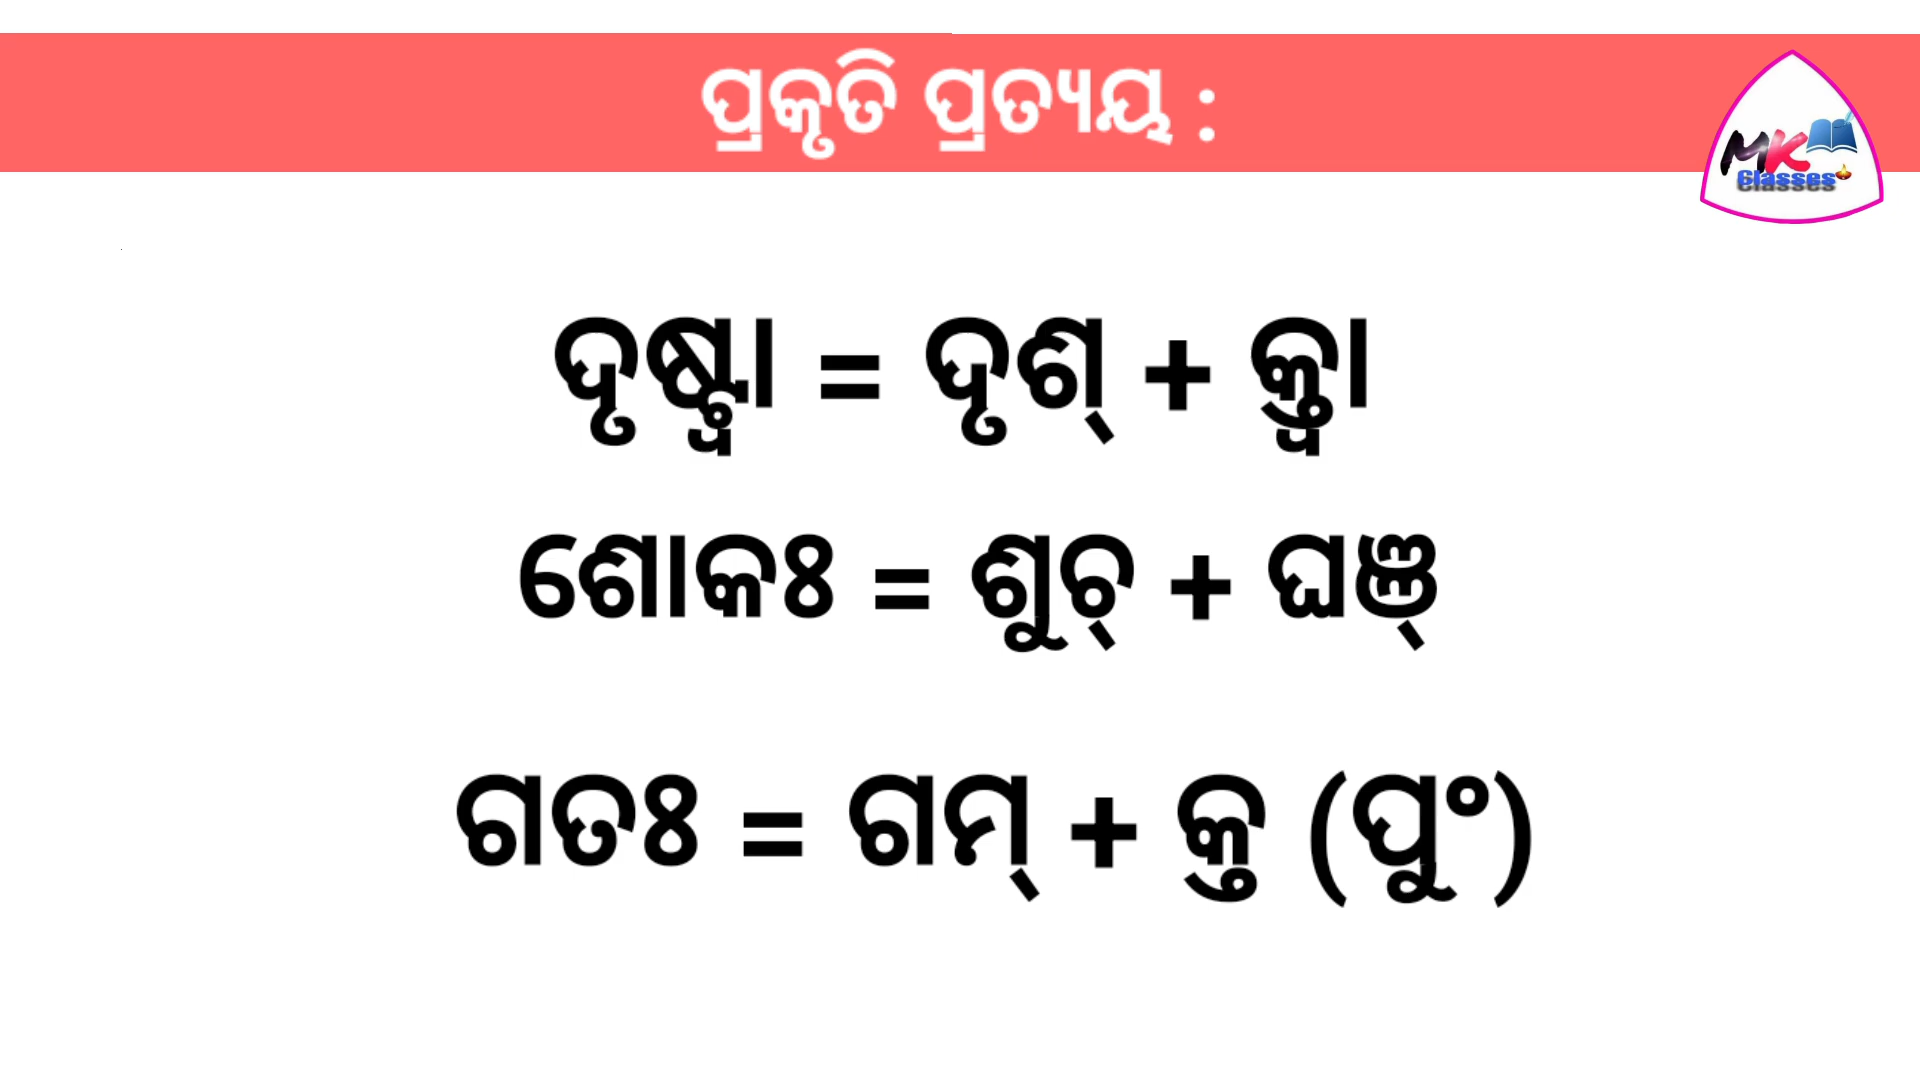 ପ୍ରକୃତି ପ୍ରତ୍ୟୟ :
MK
Classes
ଦୃଷ୍ଟ୍ୱା = ଦୃଶ୍ + କ୍ତ୍ୱା
ଶୋକଃ = ଶୁଚ୍ + ଘଞ୍
ଗତଃ = ଗମ୍ + କ୍ତ (ପୁଂ)